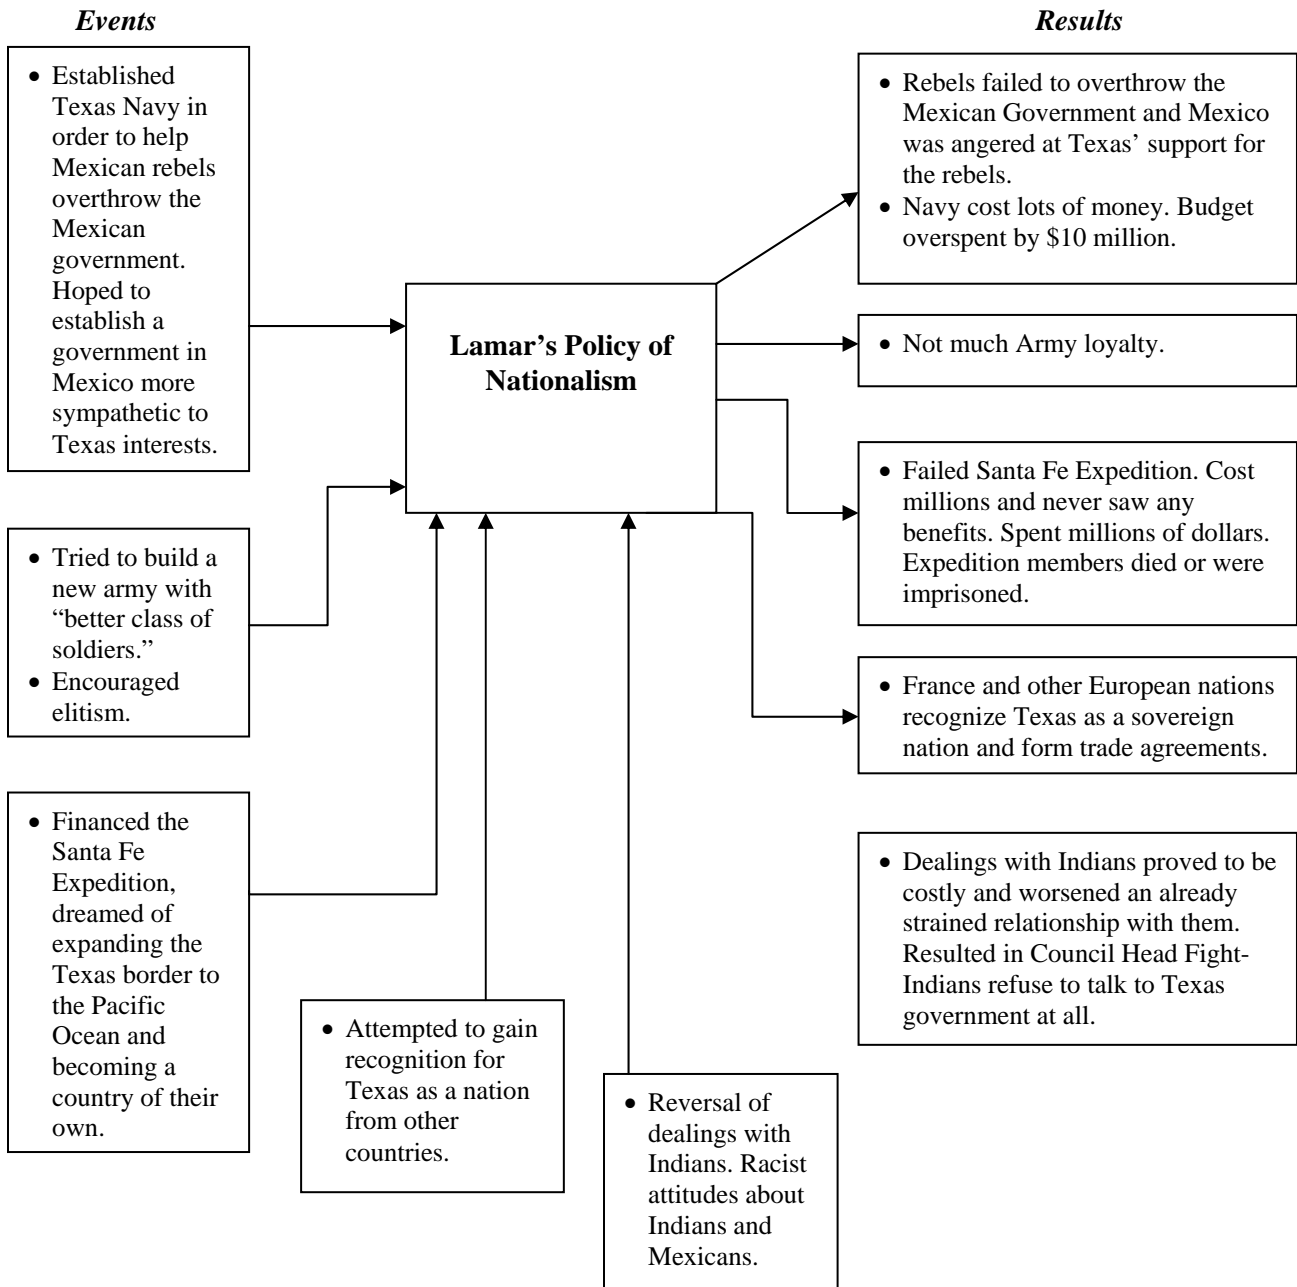 Events
• Established
Texas Navy in
order to help
Mexican rebels
overthrow the
Mexican
government.
Hoped to
establish a
government in
Mexico more
sympathetic to
Texas interests.
• Tried to build a
new army with
“better class of
soldiers.”
• Encouraged
elitism.
• Financed the
Santa Fe
Expedition,
dreamed of
expanding the
Texas border to
the Pacific
Ocean and
becoming a
country of their
own.
• Attempted to gain
recognition for
Texas as a nation
from other
countries.
• Reversal of
dealings with
Indians. Racist
attitudes about
Indians and
Mexicans.
Lamar’s Policy of
Nationalism
Results
• Rebels failed to overthrow the
Mexican Government and Mexico
was angered at Texas’ support for
the rebels.
• Navy cost lots of money. Budget
overspent by $10 million.
• Not much Army loyalty.
• Failed Santa Fe Expedition. Cost
millions and never saw any
benefits. Spent millions of dollars.
Expedition members died or were
imprisoned.
• France and other European nations
recognize Texas as a sovereign
nation and form trade agreements.
• Dealings with Indians proved to be
costly and worsened an already
strained relationship with them.
Resulted in Council Head Fight-
Indians refuse to talk to Texas
government at all.